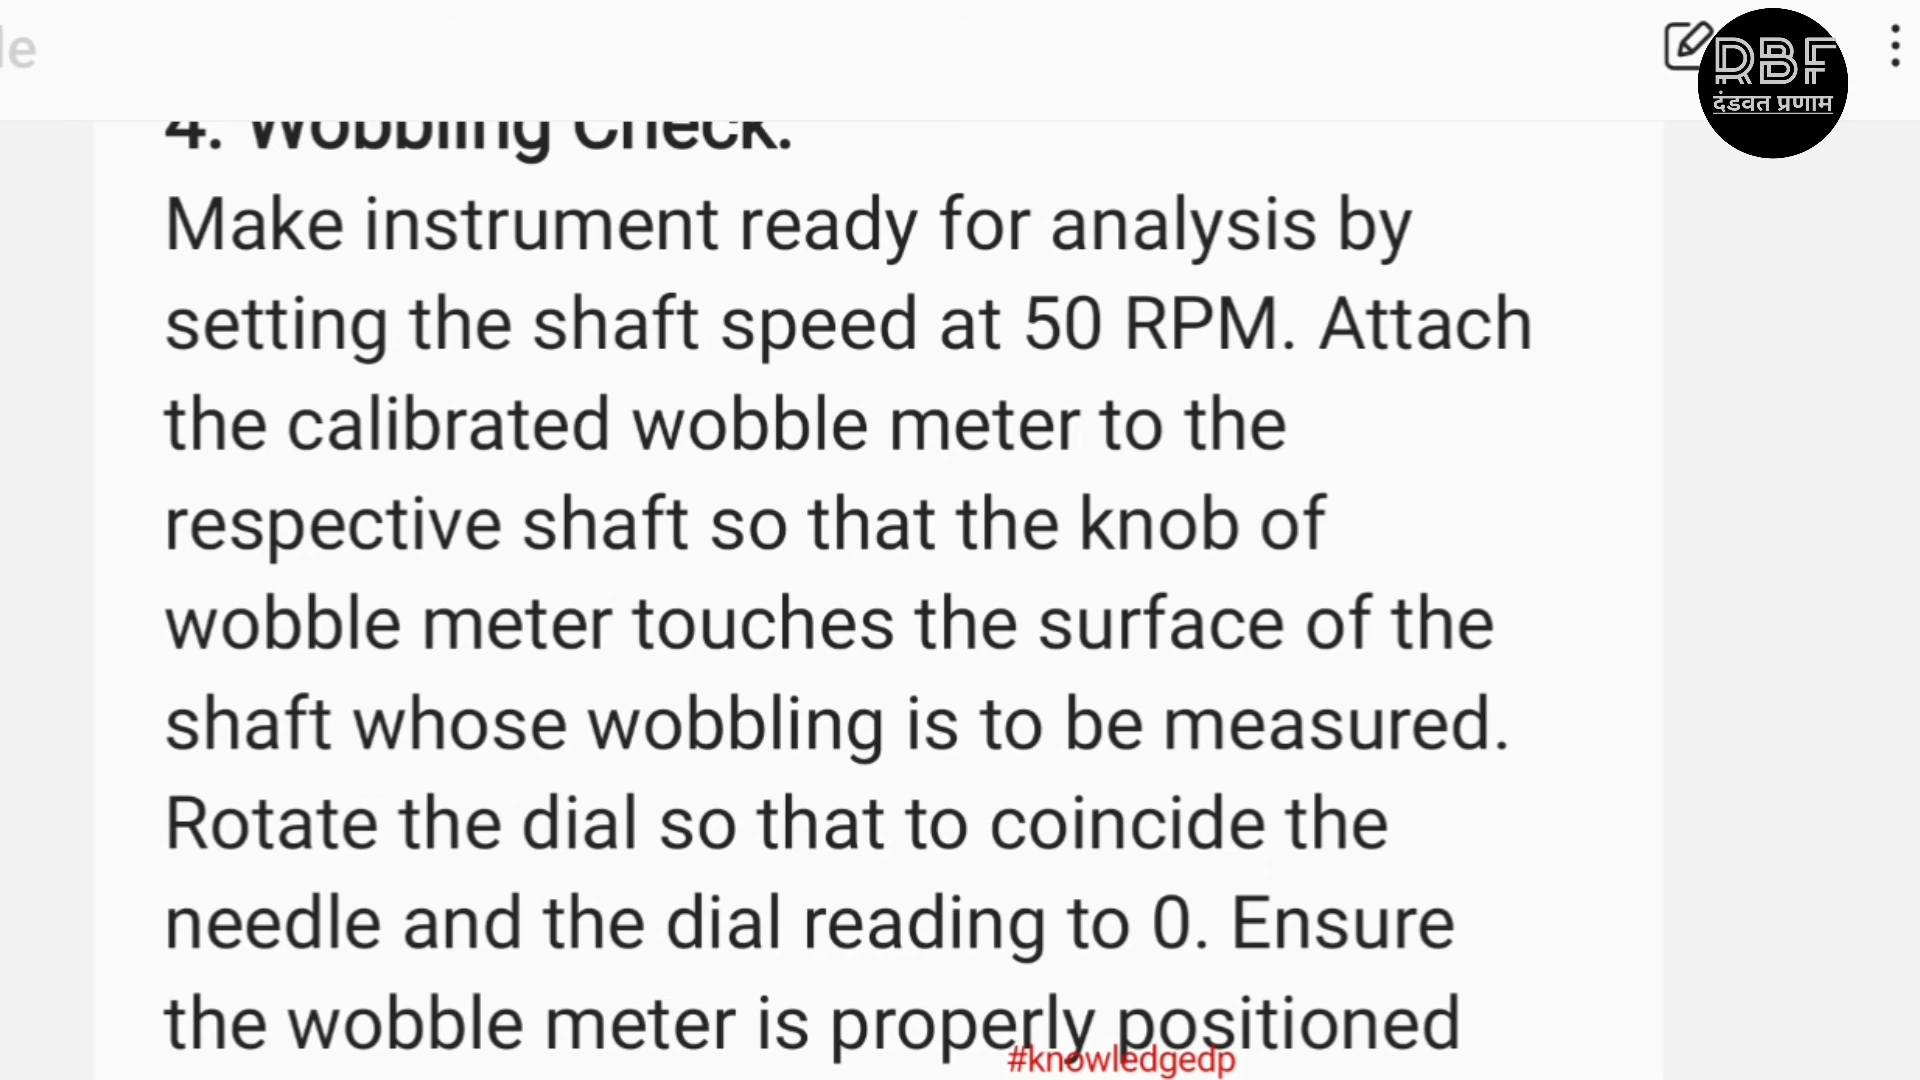 le
RBF
दंडवत प्रणाम
4. Wobbling Check.
Make instrument ready for analysis by
setting the shaft speed at 50 RPM. Attach
the calibrated wobble meter to the
respective shaft so that the knob of
wobble meter touches the surface of the
shaft whose wobbling is to be measured.
Rotate the dial so that to coincide the
needle and the dial reading to 0. Ensure
the wobble meter is properly positioned
#knowledgedp